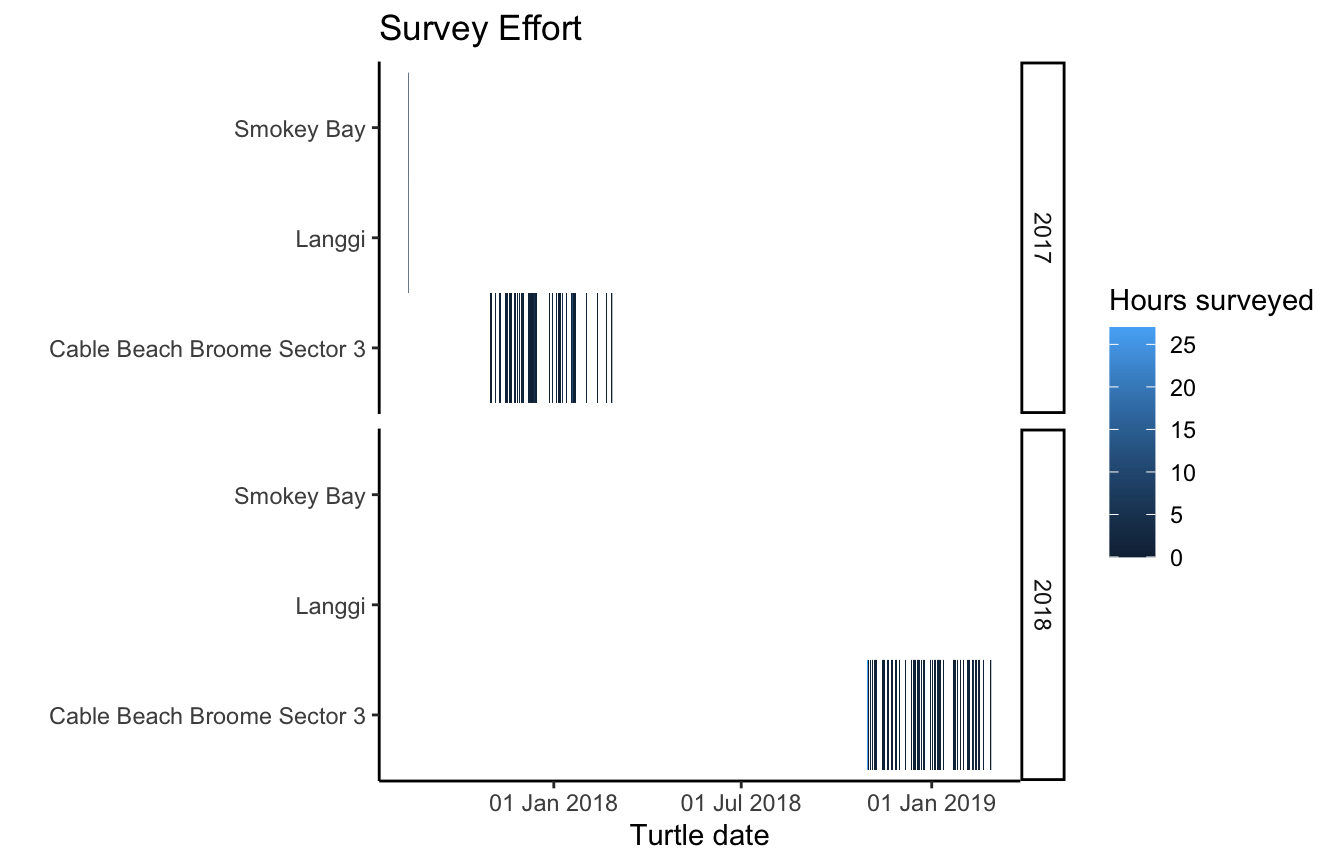 Survey Effort
Smokey Bay
Langgi
Cable Beach Broome Sector 3
2017
Smokey Bay
Langgi
Cable Beach Broome Sector 3
2018
01 Jan 2018
01 Jul 2018
01 Jan 2019
Turtle date
Hours surveyed
25
20
15
10
5
0